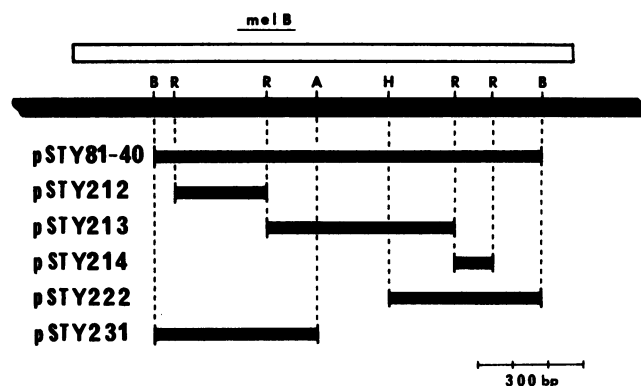 mel B
B R R A H R R B
pSTY81-40
pSTY212
pSTY213
pSTY214
pSTY222
pSTY231
300 bp